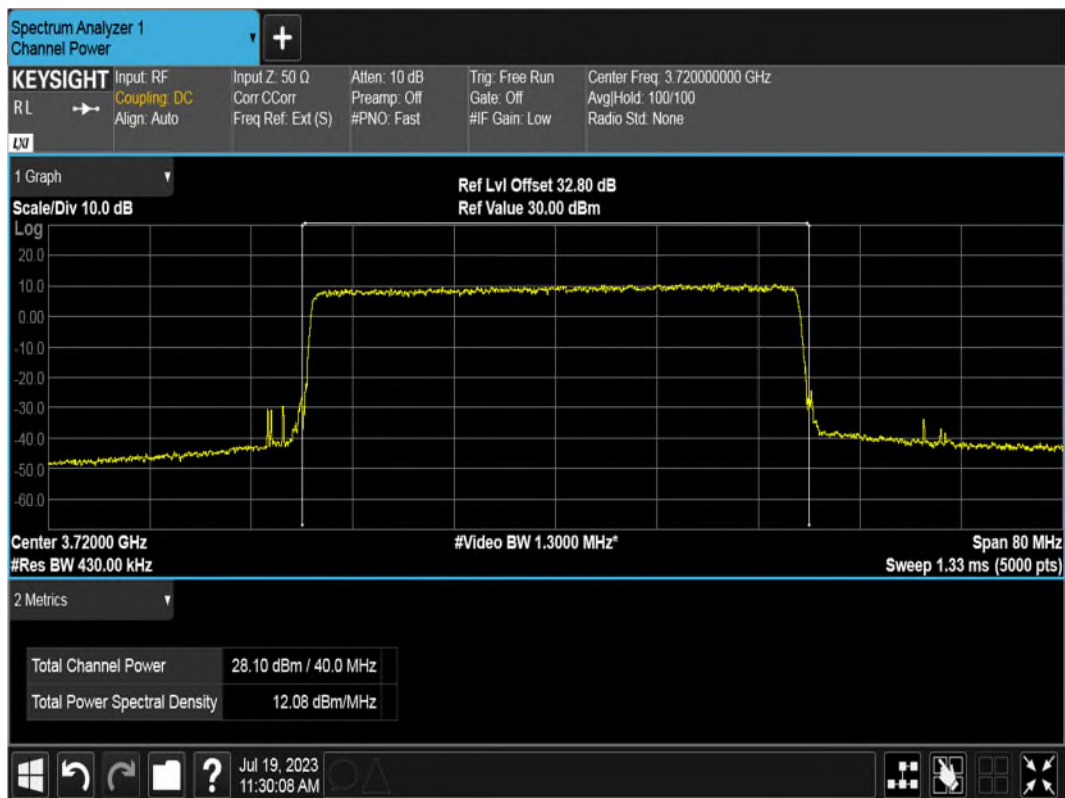 Spectrum Analyzer 1
Channel Power
+
KEYSIGHT
RL
LXI
Input: RF
Coupling: DC
Align: Auto
Input Z: 50 Ω
Corr CCorr
Freq Ref: Ext (S)
Atten: 10 dB
Preamp: Off
#PNO: Fast
Trig: Free Run
Gate: Off
#IF Gain: Low
Center Freq: 3.720000000 GHz
Avg|Hold: 100/100
Radio Std: None
1 Graph
Scale/Div 10.0 dB
Ref Lvl Offset 32.80 dB
Ref Value 30.00 dBm
Log
20.0
10.0
0.00
-10.0
-20.0
-30.0
-40.0
-50.0
-60.0
Center 3.72000 GHz
#Video BW 1.3000 MHz*
Span 80 MHz
#Res BW 430.00 kHz
Sweep 1.33 ms (5000 pts)
2 Metrics
Total Channel Power 28.10 dBm / 40.0 MHz
Total Power Spectral Density 12.08 dBm/MHz
?
Jul 19, 2023
11:30:08 AM